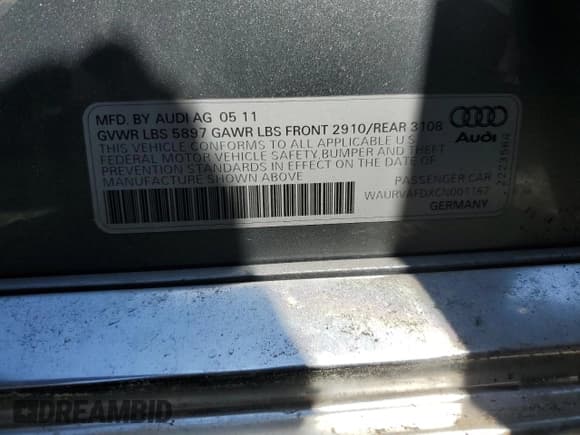 MFD. BY AUDI AG 05 11
GVWR LBS 5897 GAWR LBS FRONT 2910/REAR 3108
THIS VEHICLE CONFORMS TO ALL APPLICABLE U.S.
FEDERAL MOTOR VEHICLE SAFETY,BUMPER AND THEFT
PREVENTION STANDARDS IN EFFECT ON THE DATE OF
MANUFACTURE SHOWN ABOVE
Audi
PASSENGER CAR
WAURVAFDXCN001167
GERMANY
DREAMBID